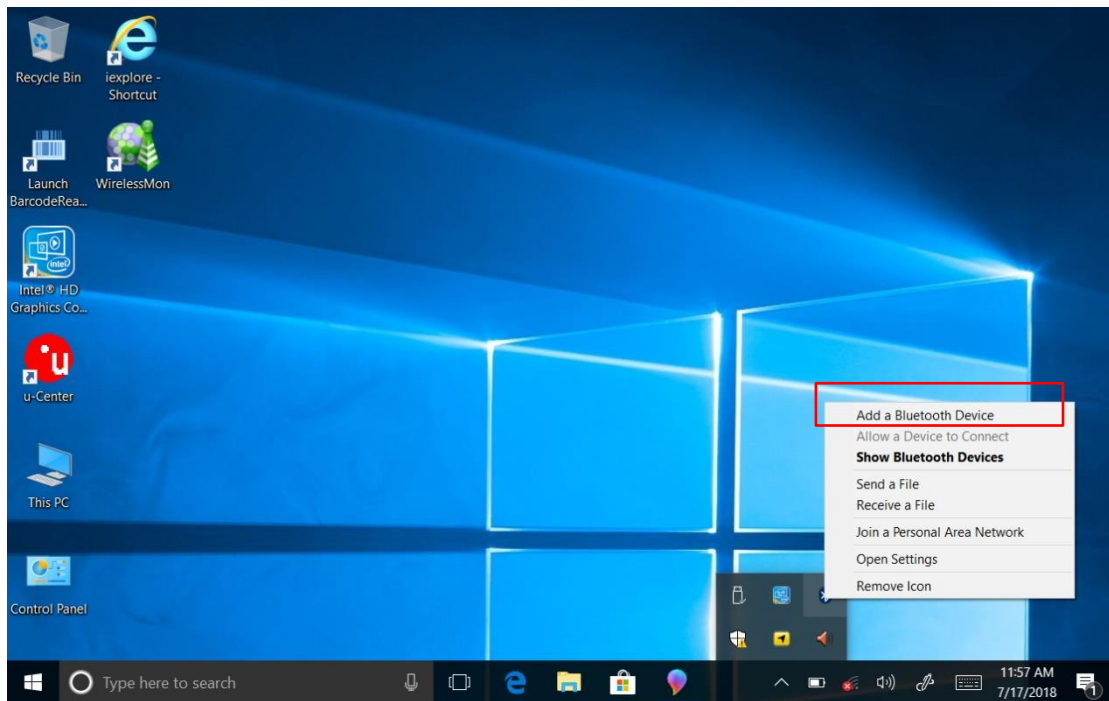 Recycle Bin
iexplore -
Shortcut
Launch
BarcodeRea...
WirelessMon
intel
Intel® HD
Graphics Co...
u
u-Center
This PC
Control Panel
Add a Bluetooth Device
Allow a Device to Connect
Show Bluetooth Devices
Send a File
Receive a File
Join a Personal Area Network
Open Settings
Remove Icon
Type here to search
11:57 AM
7/17/2018
1